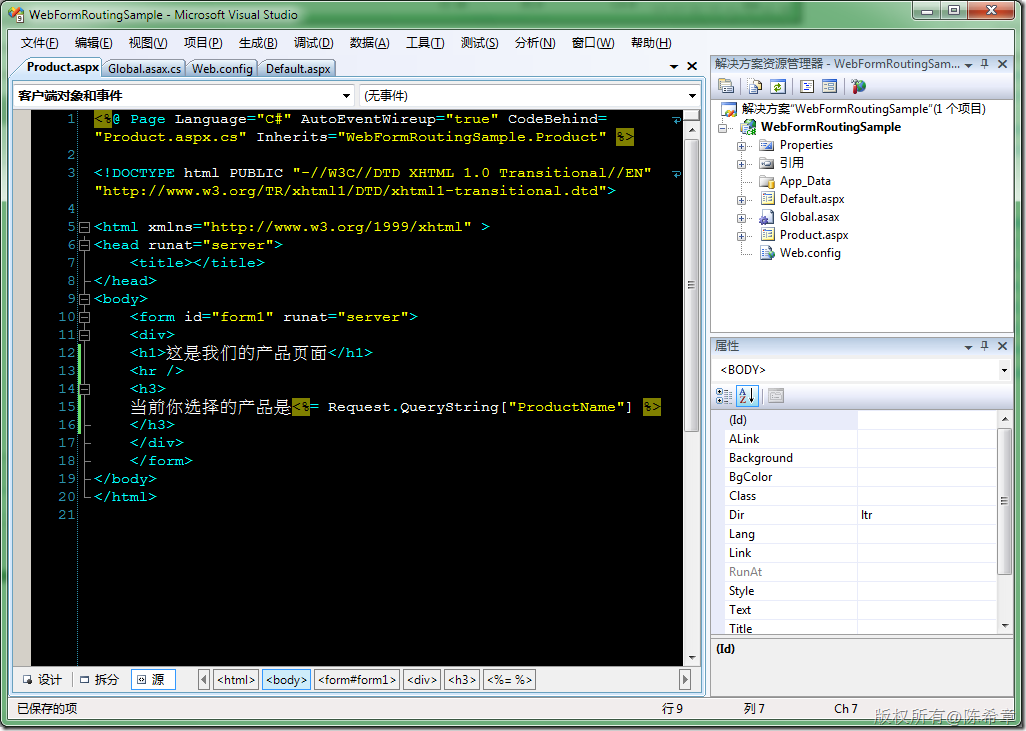 WebFormRoutingSample - Microsoft Visual Studio
文件(F) 编辑(E) 视图(V) 项目(P) 生成(B) 调试(D) 数据(A) 工具(T) 测试(S) 分析(N) 窗口(W) 帮助(H)
Product.aspx Global.asax.cs Web.config Default.aspx
客户端对象和事件 (无事件)
1 <%@ Page Language="C#" AutoEventWireup="true" CodeBehind=
"Product.aspx.cs" Inherits="WebFormRoutingSample.Product" %>
2
3 <!DOCTYPE html PUBLIC "-//W3C//DTD XHTML 1.0 Transitional//EN"
"http://www.w3.org/TR/xhtml1/DTD/xhtml1-transitional.dtd">
4
5 <html xmlns="http://www.w3.org/1999/xhtml" >
6 <head runat="server">
7 <title></title>
8 </head>
9 <body>
10 <form id="form1" runat="server">
11 <div>
12 <h1>这是我们的产品页面</h1>
13 <hr />
14 <h3>
15 当前你选择的产品是<%= Request.QueryString["ProductName"] %>
16 </h3>
17 </div>
18 </form>
19 </body>
20 </html>
21
设计 拆分 源 <html> <body> <form#form1> <div> <h3> <%= %>
解决方案资源管理器 - WebFormRoutingSam...
解决方案"WebFormRoutingSample"(1 个项目)
WebFormRoutingSample
Properties
引用
App_Data
Default.aspx
Global.asax
Product.aspx
Web.config
属性
<BODY>
(Id)
ALink
Background
BgColor
Class
Dir ltr
Lang
Link
RunAt
Style
Text
Title
(Id)
已保存的项 行 9 列 7 Ch 7
版权所有@陈希章